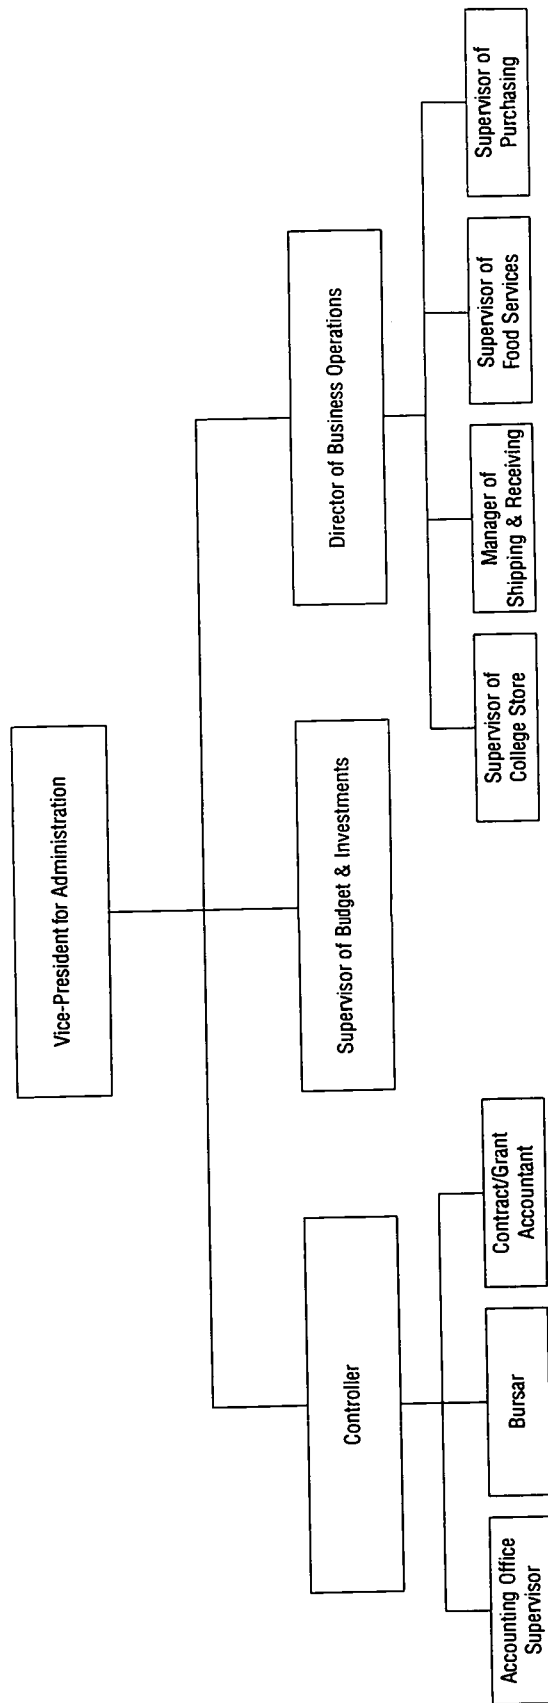 Vice-President for Administration
Controller
Supervisor of Budget & Investments
Director of Business Operations
Accounting Office
Supervisor
Bursar
Contract/Grant
Accountant
Supervisor of
College Store
Manager of
Shipping & Receiving
Supervisor of
Food Services
Supervisor of
Purchasing